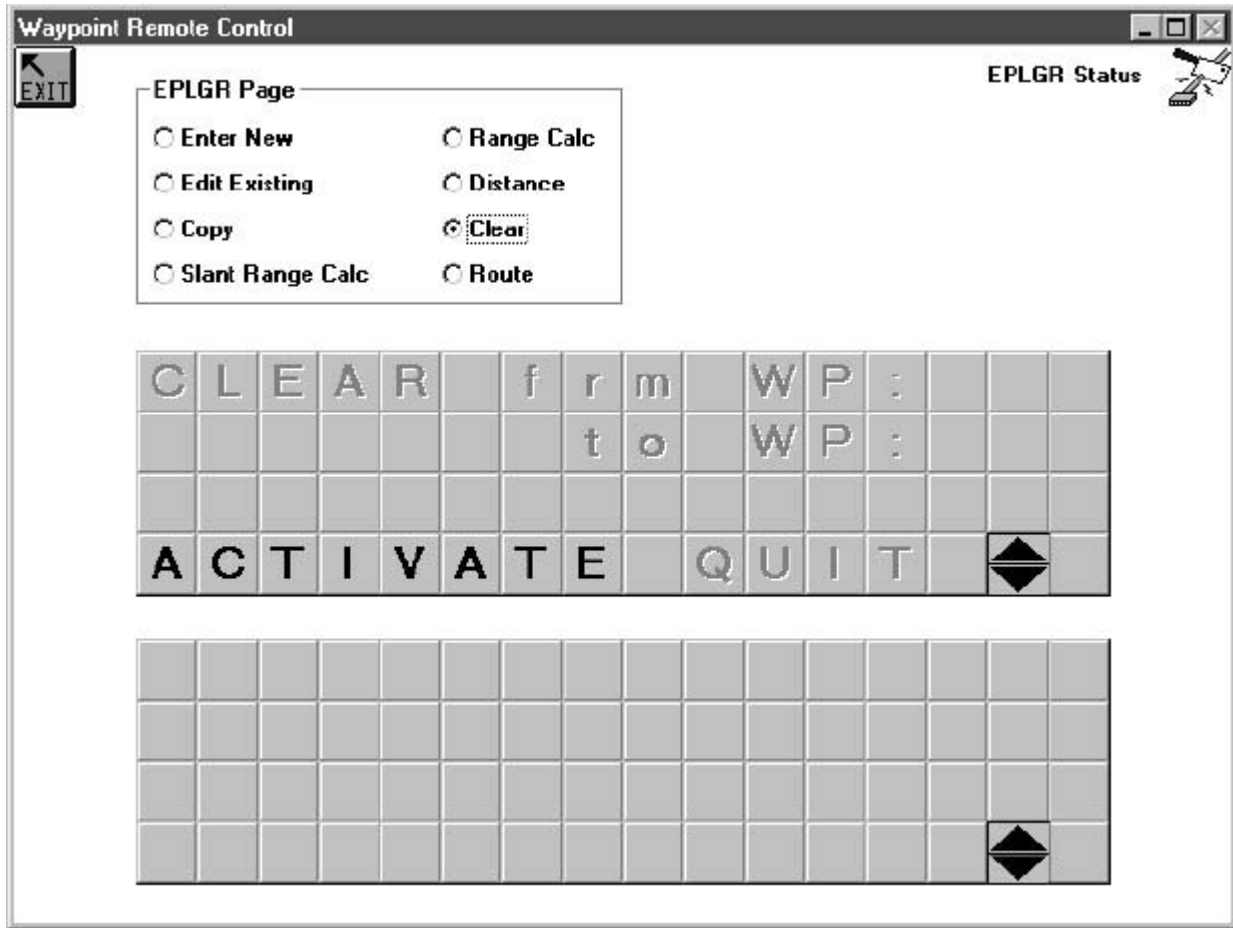 Waypoint Remote Control
EXIT
EPLGR Status
EPLGR Page
Enter New
Range Calc
Edit Existing
Distance
Copy
Clear
Slant Range Calc
Route
CLEAR frm WP:
to WP:
ACTIVATE QUIT